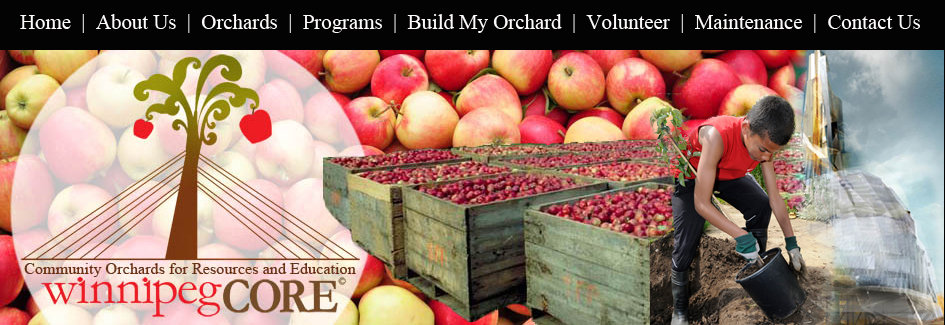 Home | About Us | Orchards | Programs | Build My Orchard | Volunteer | Maintenance | Contact Us
Community Orchards for Resources and Education
winnipegCORE©